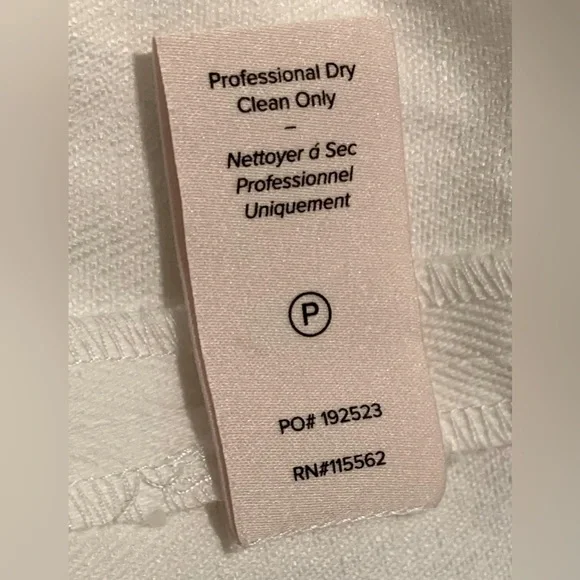 Professional Dry
Clean Only
–
Nettoyer á Sec
Professionnel
Uniquement
P
PO# 192523
RN#115562